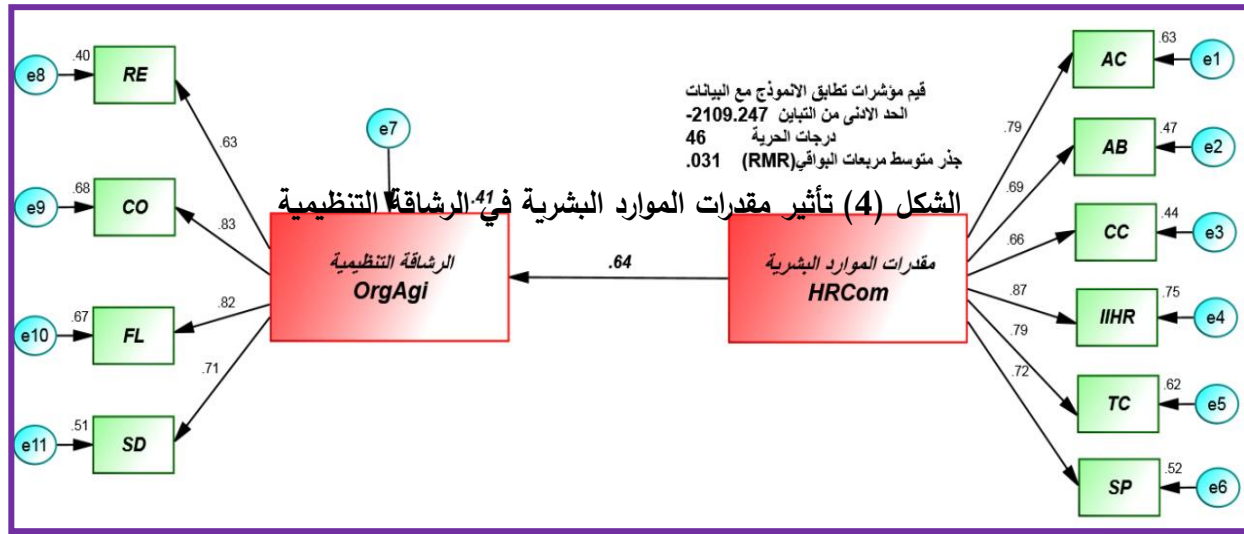 قيم مؤشرات تطابق الانموذج مع البيانات
الحد الادنى من التباين 2109.247-
درجات الحرية 46
جذر متوسط مربعات البواقي(RMR) .031
الشكل (4) تأثير مقدرات الموارد البشرية في الرشاقة التنظيمية
.41
مقدرات الموارد البشرية
HRCom
.64
الرشاقة التنظيمية
OrgAgi
e7
.79
AC
.63
e1
.69
AB
.47
e2
.66
CC
.44
e3
.87
IIHR
.75
e4
.79
TC
.62
e5
.72
SP
.52
e6
.63
RE
.40
e8
.83
CO
.68
e9
.82
FL
.67
e10
.71
SD
.51
e11